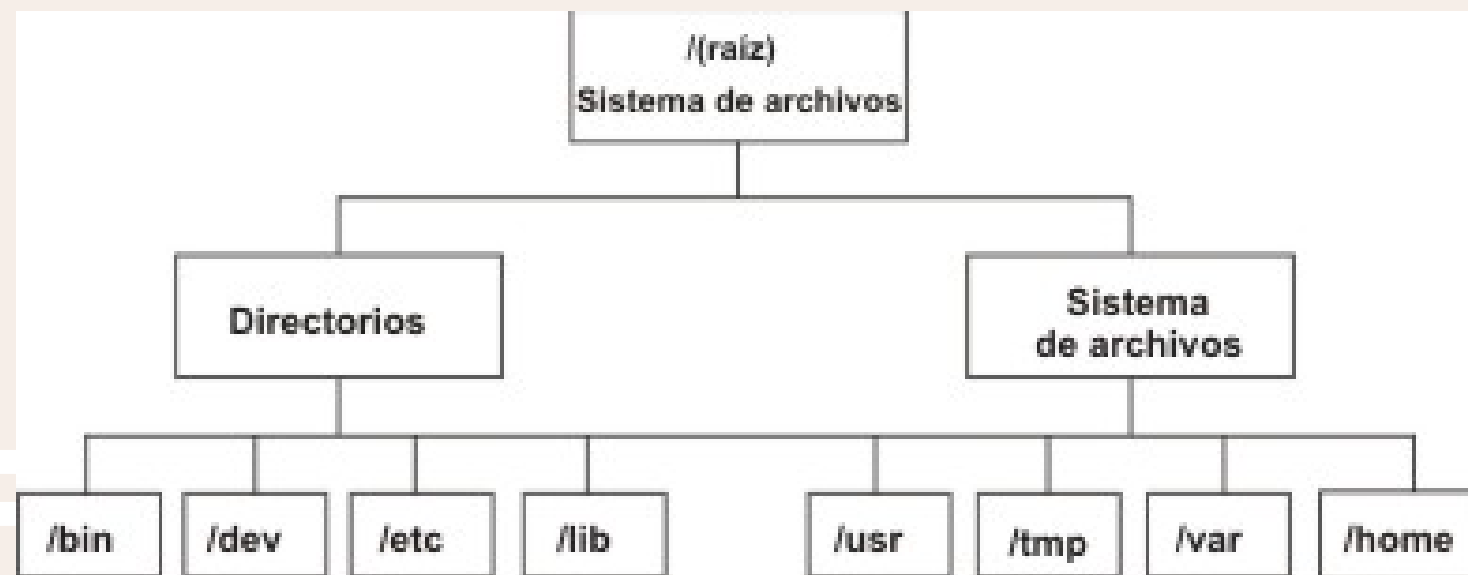 /(raíz)
Sistema de archivos
Directorios
Sistema
de archivos
/bin
/dev
/etc
/lib
/usr
/tmp
/var
/home